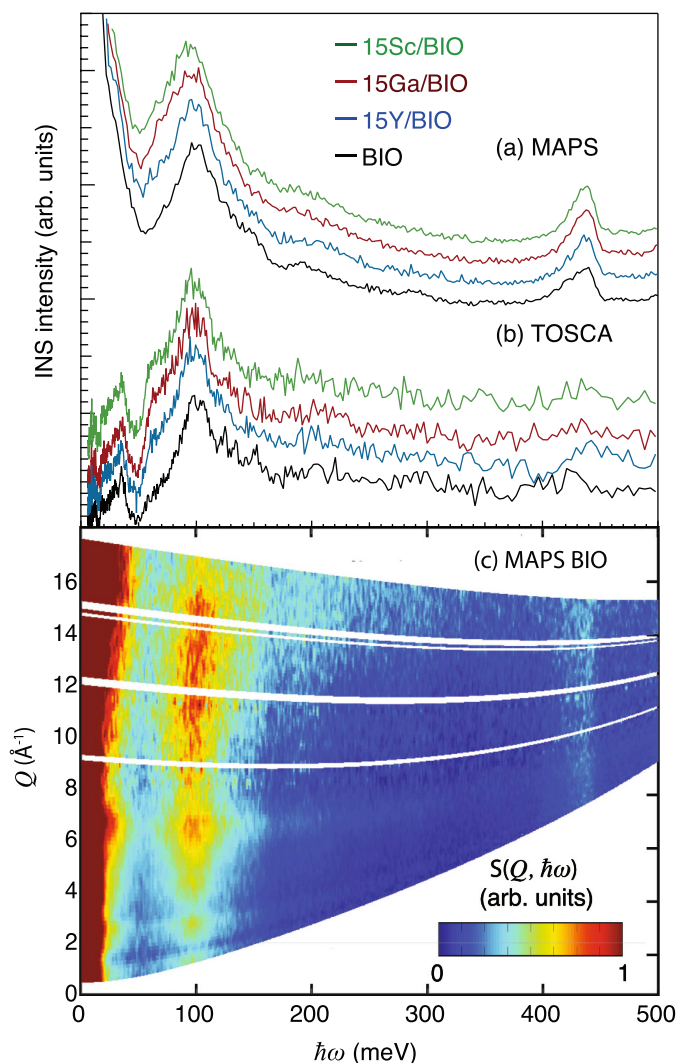 15Sc/BIO
15Ga/BIO
15Y/BIO
BIO
(a) MAPS
(b) TOSCA
INS intensity (arb. units)
(c) MAPS BIO
16
14
12
10
8
6
4
2
0
Q (Å⁻¹)
S(Q, ħω)
(arb. units)
0 1
0 100 200 300 400 500
ħω (meV)